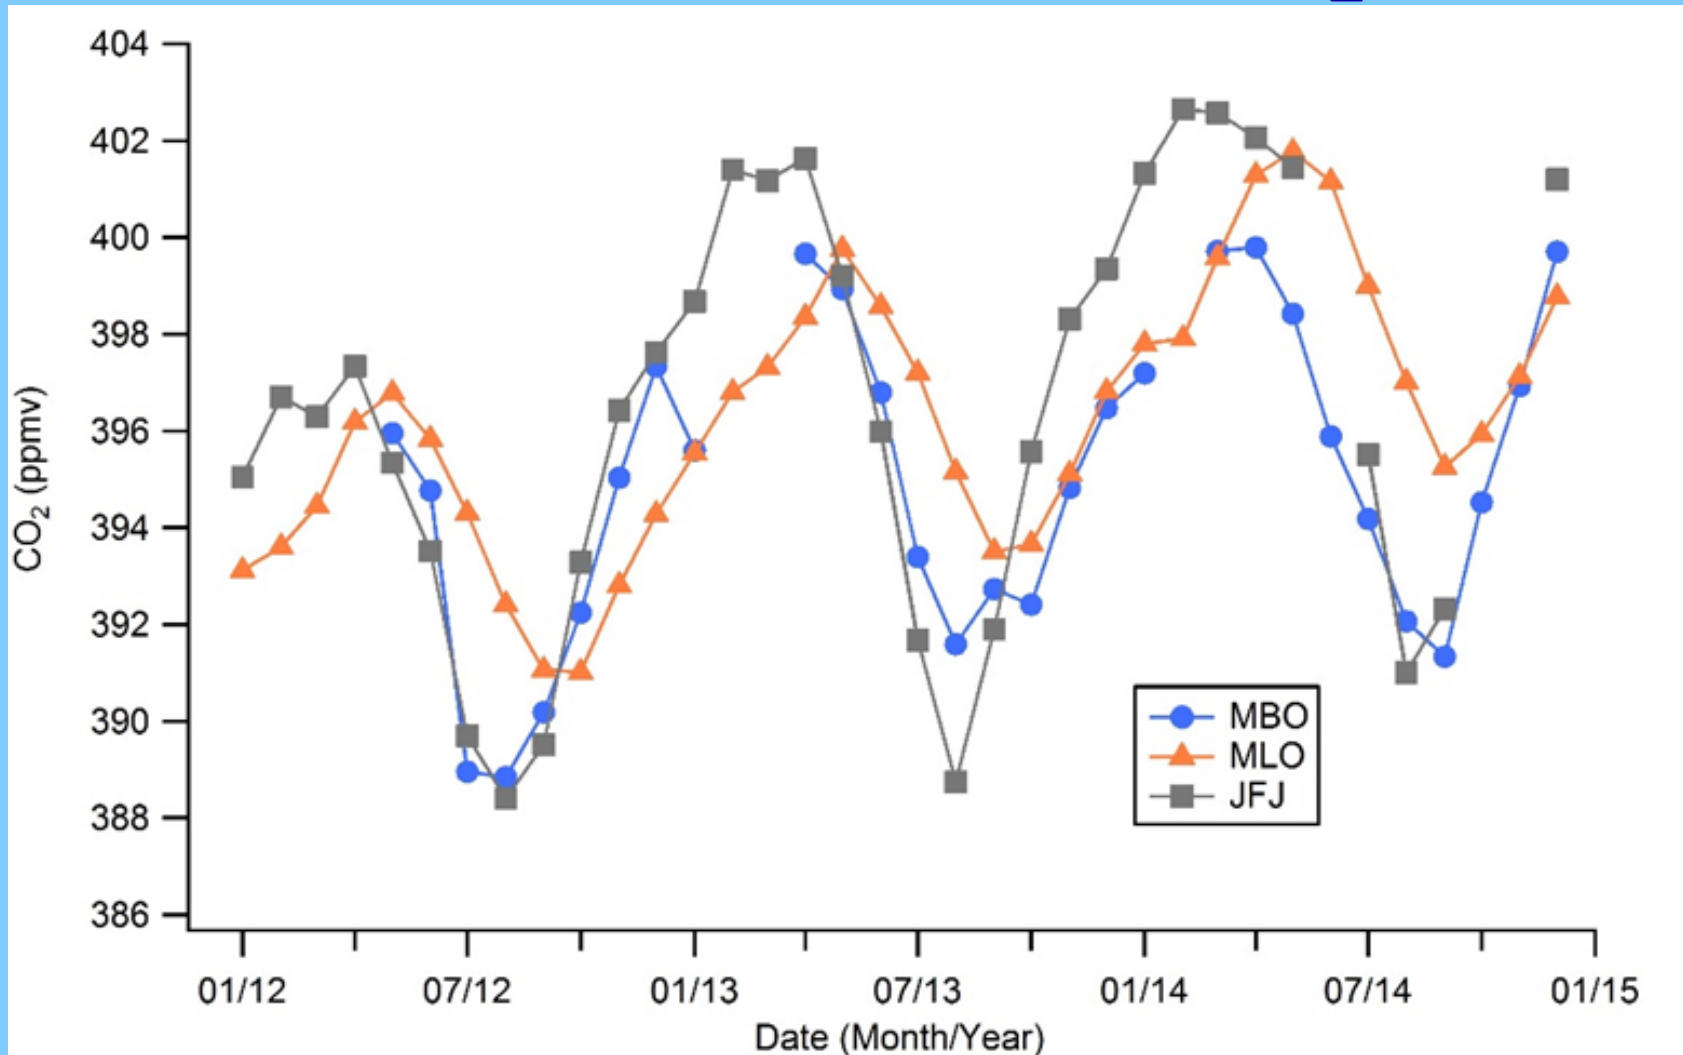 404
402
400
398
396
394
392
390
388
386
CO₂ (ppmv)
MBO
MLO
JFJ
01/12 07/12 01/13 07/13 01/14 07/14 01/15
Date (Month/Year)